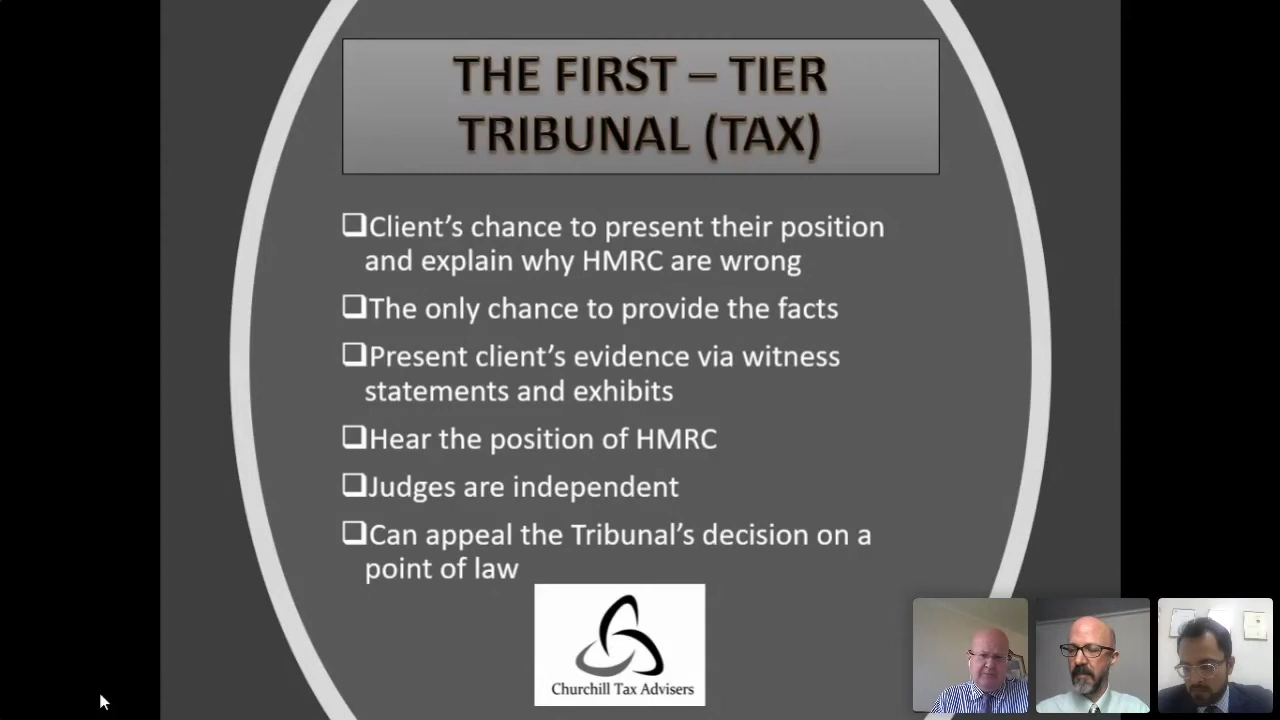 THE FIRST – TIER
TRIBUNAL (TAX)
Client’s chance to present their position
and explain why HMRC are wrong
The only chance to provide the facts
Present client’s evidence via witness
statements and exhibits
Hear the position of HMRC
Judges are independent
Can appeal the Tribunal’s decision on a
point of law
Churchill Tax Advisers